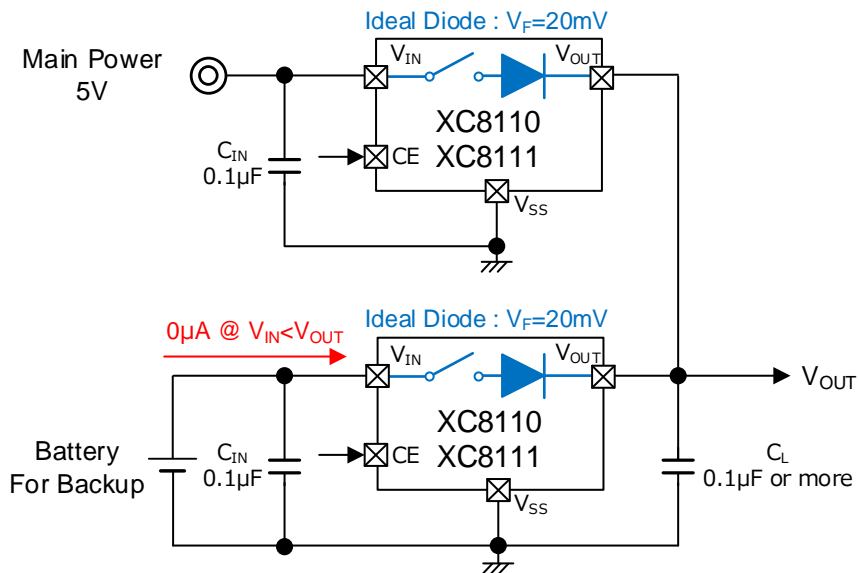 Ideal Diode : VF=20mV
Main Power
5V
VIN
VOUT
XC8110
XC8111
CE
CIN
0.1µF
VSS
0µA @ VIN<VOUT
Ideal Diode : VF=20mV
VIN
VOUT
VOUT
XC8110
XC8111
CE
Battery
For Backup
CIN
0.1µF
VSS
CL
0.1µF or more